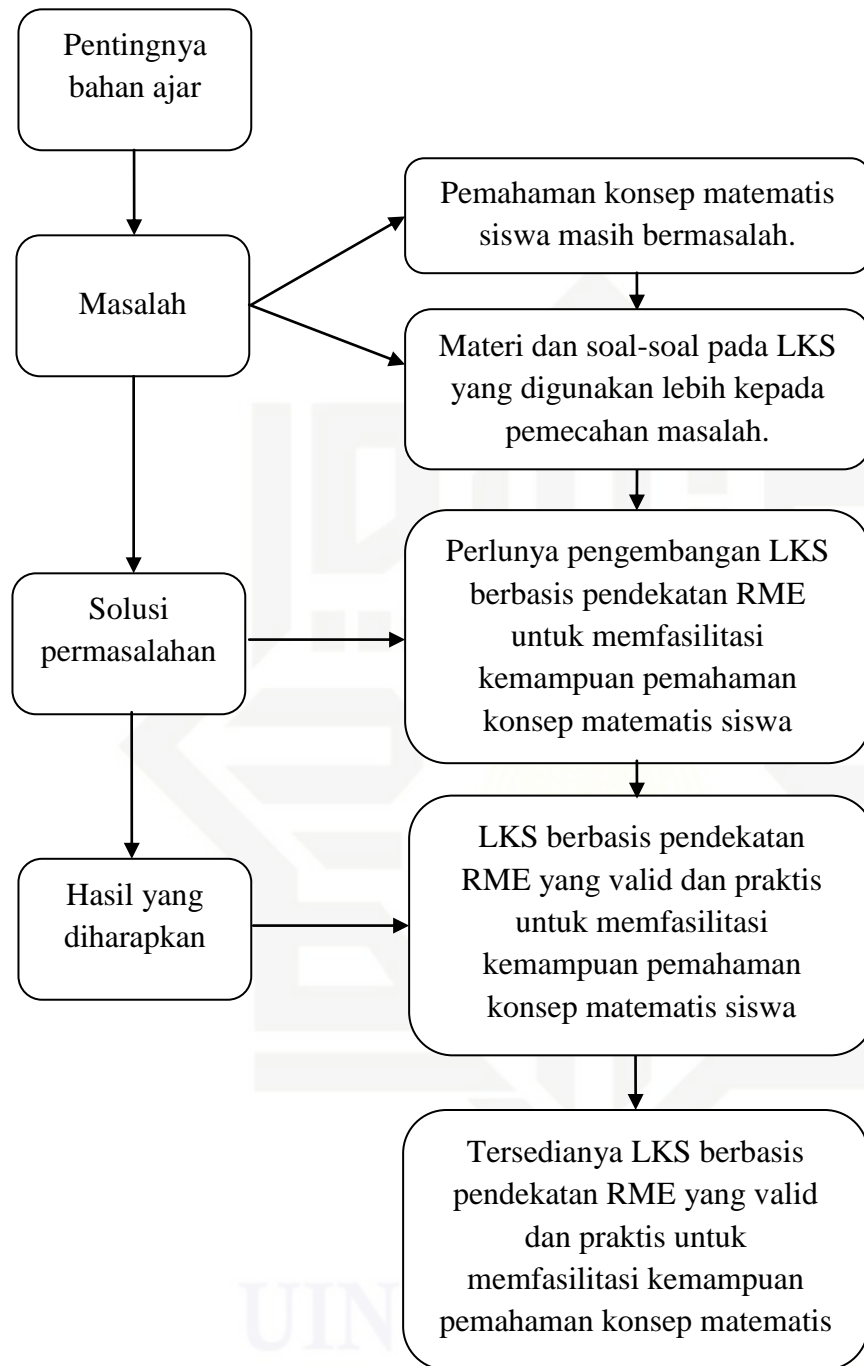 Pentingnya
bahan ajar
Masalah
Pemahaman konsep matematis
siswa masih bermasalah.
Materi dan soal-soal pada LKS
yang digunakan lebih kepada
pemecahan masalah.
Solusi
permasalahan
Perlunya pengembangan LKS
berbasis pendekatan RME
untuk memfasilitasi
kemampuan pemahaman
konsep matematis siswa
Hasil yang
diharapkan
LKS berbasis pendekatan
RME yang valid dan praktis
untuk memfasilitasi
kemampuan pemahaman
konsep matematis siswa
Tersedianya LKS berbasis
pendekatan RME yang valid
dan praktis untuk
memfasilitasi kemampuan
pemahaman konsep matematis
UIN